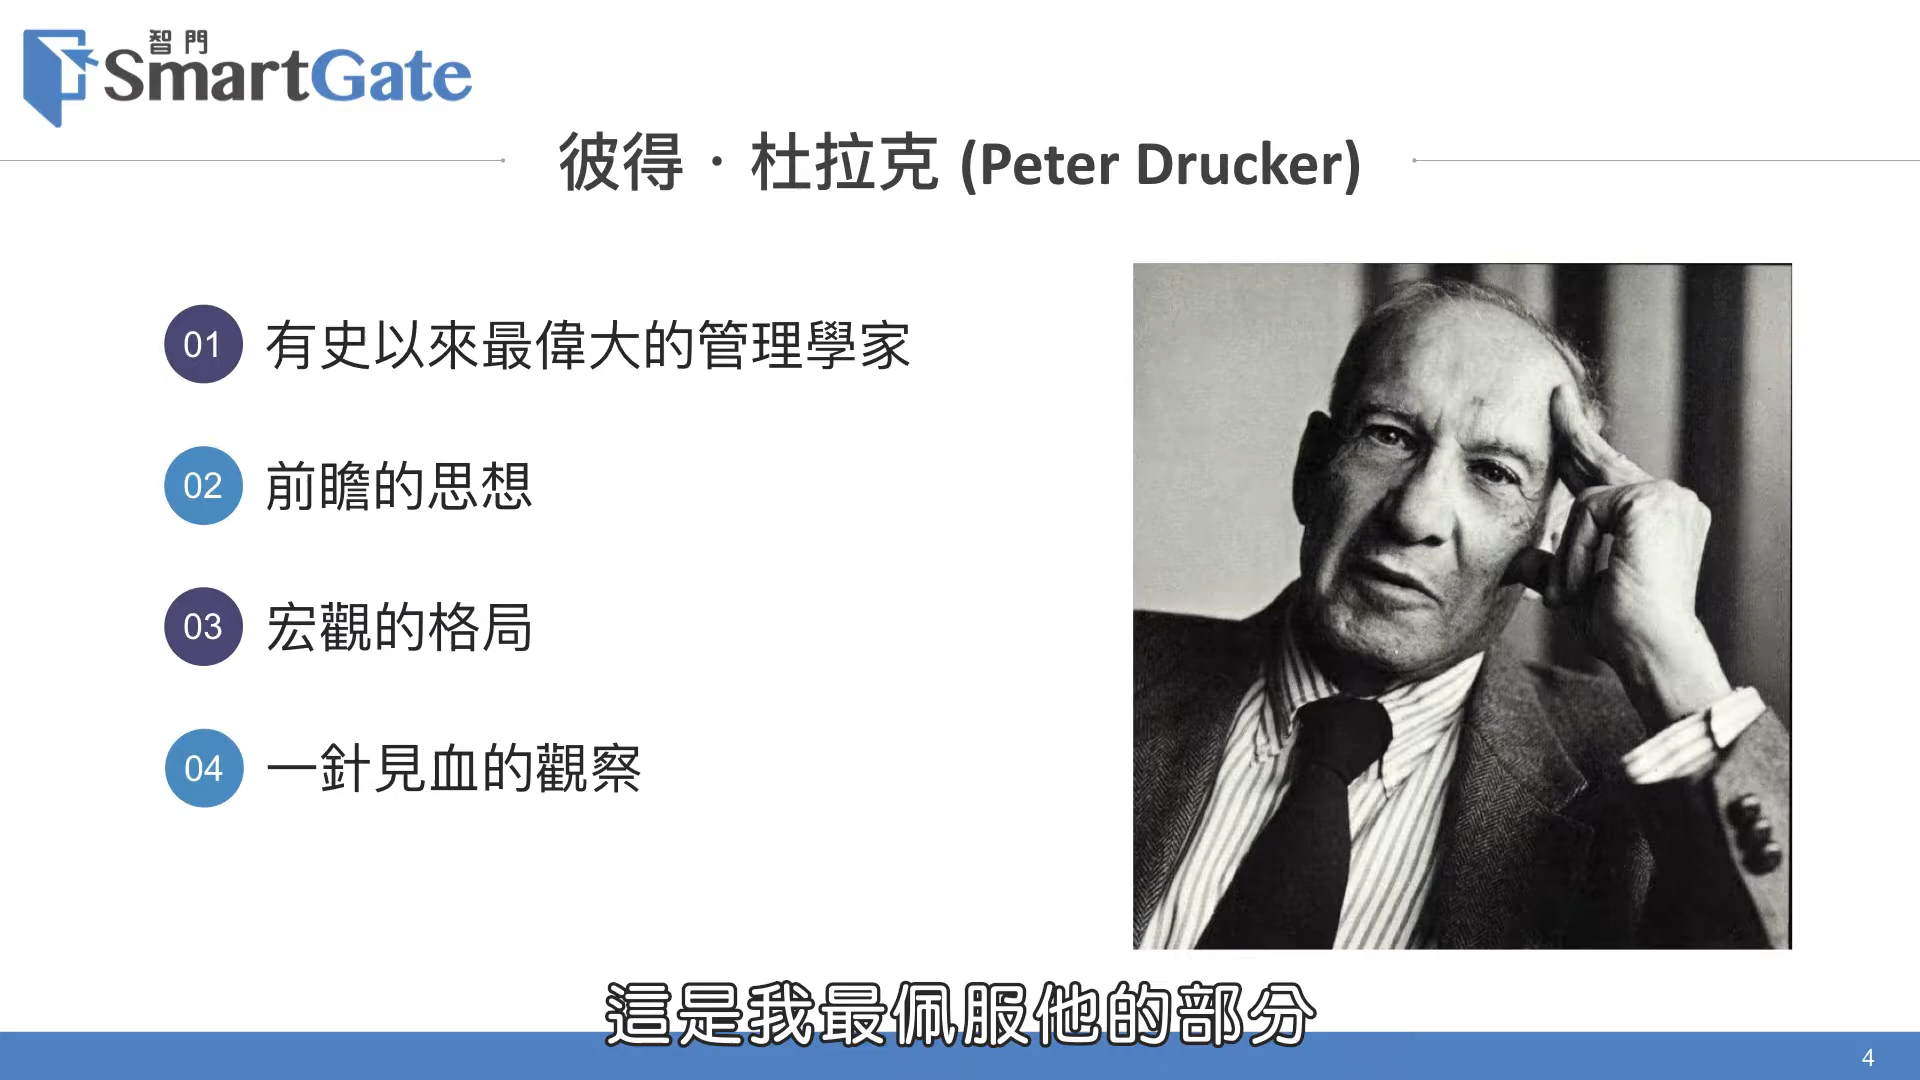 智門
SmartGate
彼得．杜拉克 (Peter Drucker)
01 有史以來最偉大的管理學家
02 前瞻的思想
03 宏觀的格局
04 一針見血的觀察
這是我最佩服他的部分
4